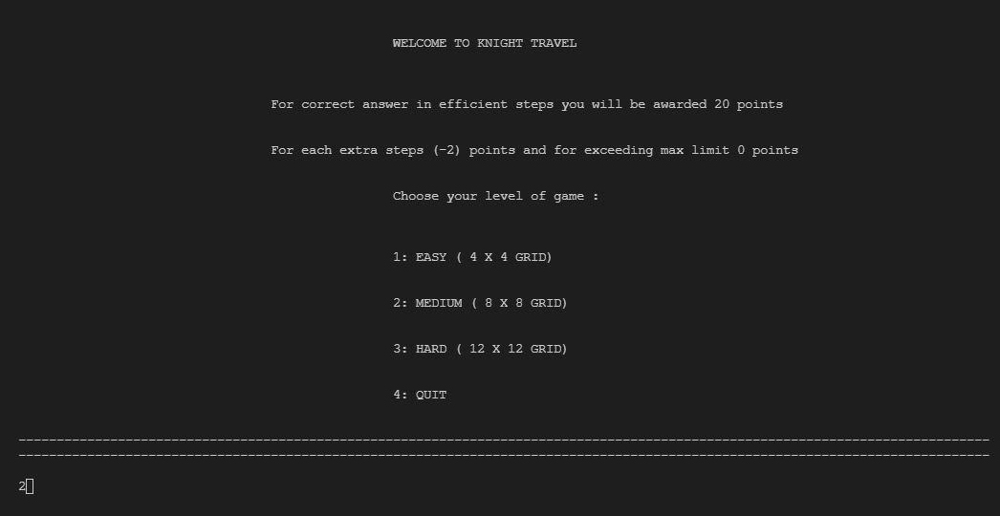 WELCOME TO KNIGHT TRAVEL
For correct answer in efficient steps you will be awarded 20 points
For each extra steps (-2) points and for exceeding max limit 0 points
Choose your level of game :
1: EASY ( 4 X 4 GRID)
2: MEDIUM ( 8 X 8 GRID)
3: HARD ( 12 X 12 GRID)
4: QUIT
-------------------------------------------------------------------------------------------------------------------------------
-------------------------------------------------------------------------------------------------------------------------------
2